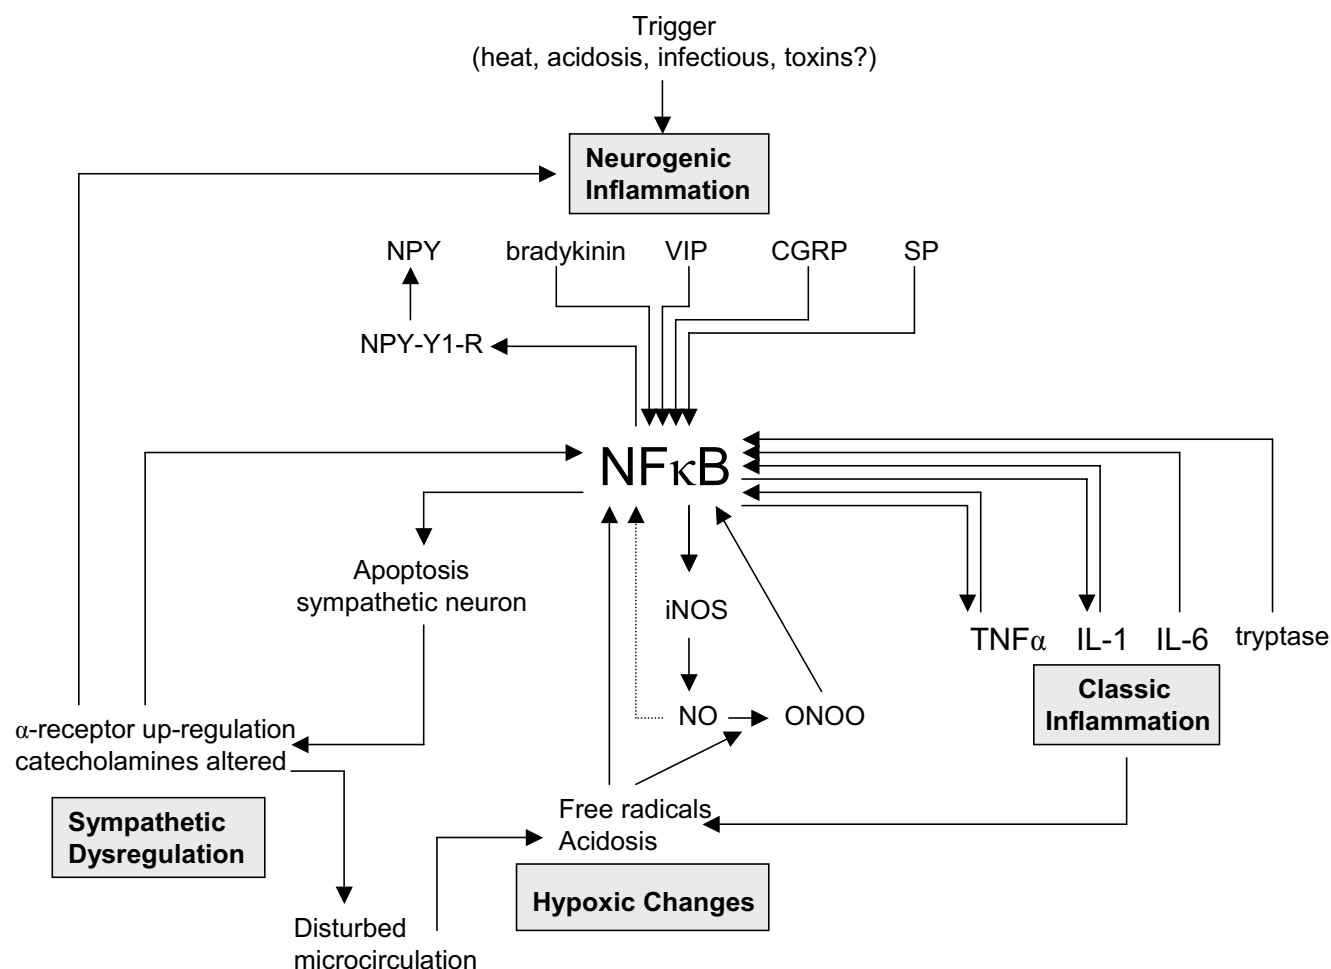 Trigger
(heat, acidosis, infectious, toxins?)
Neurogenic
Inflammation
NPY
bradykinin
VIP
CGRP
SP
NPY-Y1-R
NFκB
Apoptosis
sympathetic neuron
iNOS
TNFα
IL-1
IL-6
tryptase
Classic
Inflammation
NO
ONOO
α-receptor up-regulation
catecholamines altered
Sympathetic
Dysregulation
Free radicals
Acidosis
Hypoxic Changes
Disturbed
microcirculation